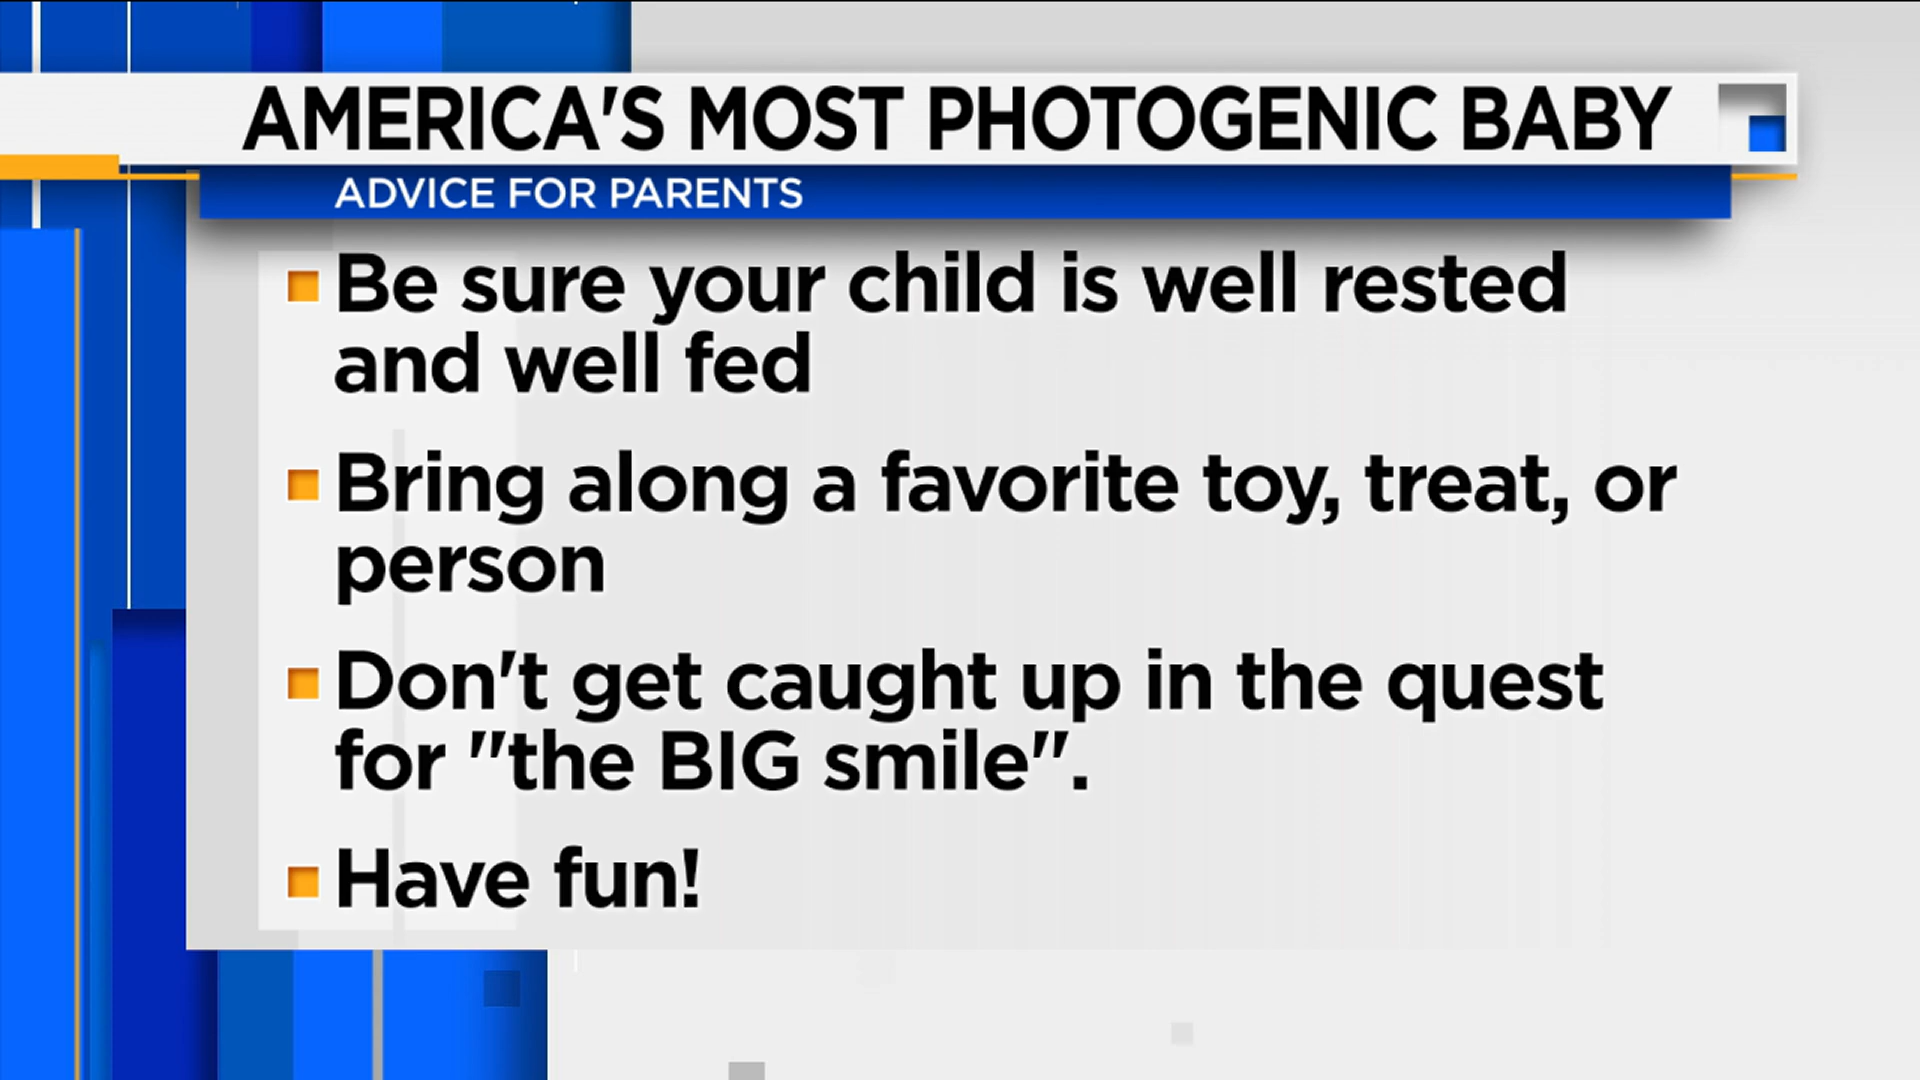 AMERICA'S MOST PHOTOGENIC BABY
ADVICE FOR PARENTS
Be sure your child is well rested
and well fed
Bring along a favorite toy, treat, or
person
Don't get caught up in the quest
for "the BIG smile".
Have fun!